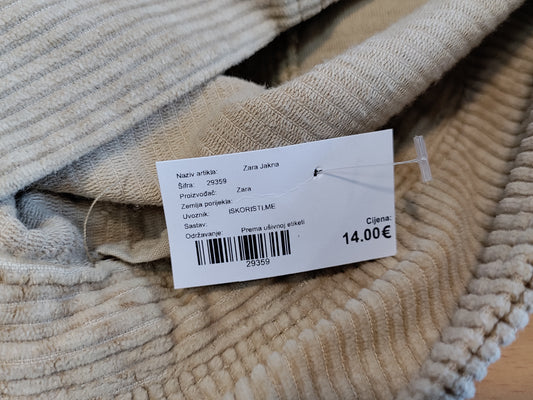 Naziv artikla: Zara Jakna
Šifra: 29359
Proizvođač: Zara
Zemlja porijekla:
Uvoznik: ISKORISTI.ME
Sastav:
Održavanje: Prema ušivnoj etiketi
Cijena:
14.00€
29359